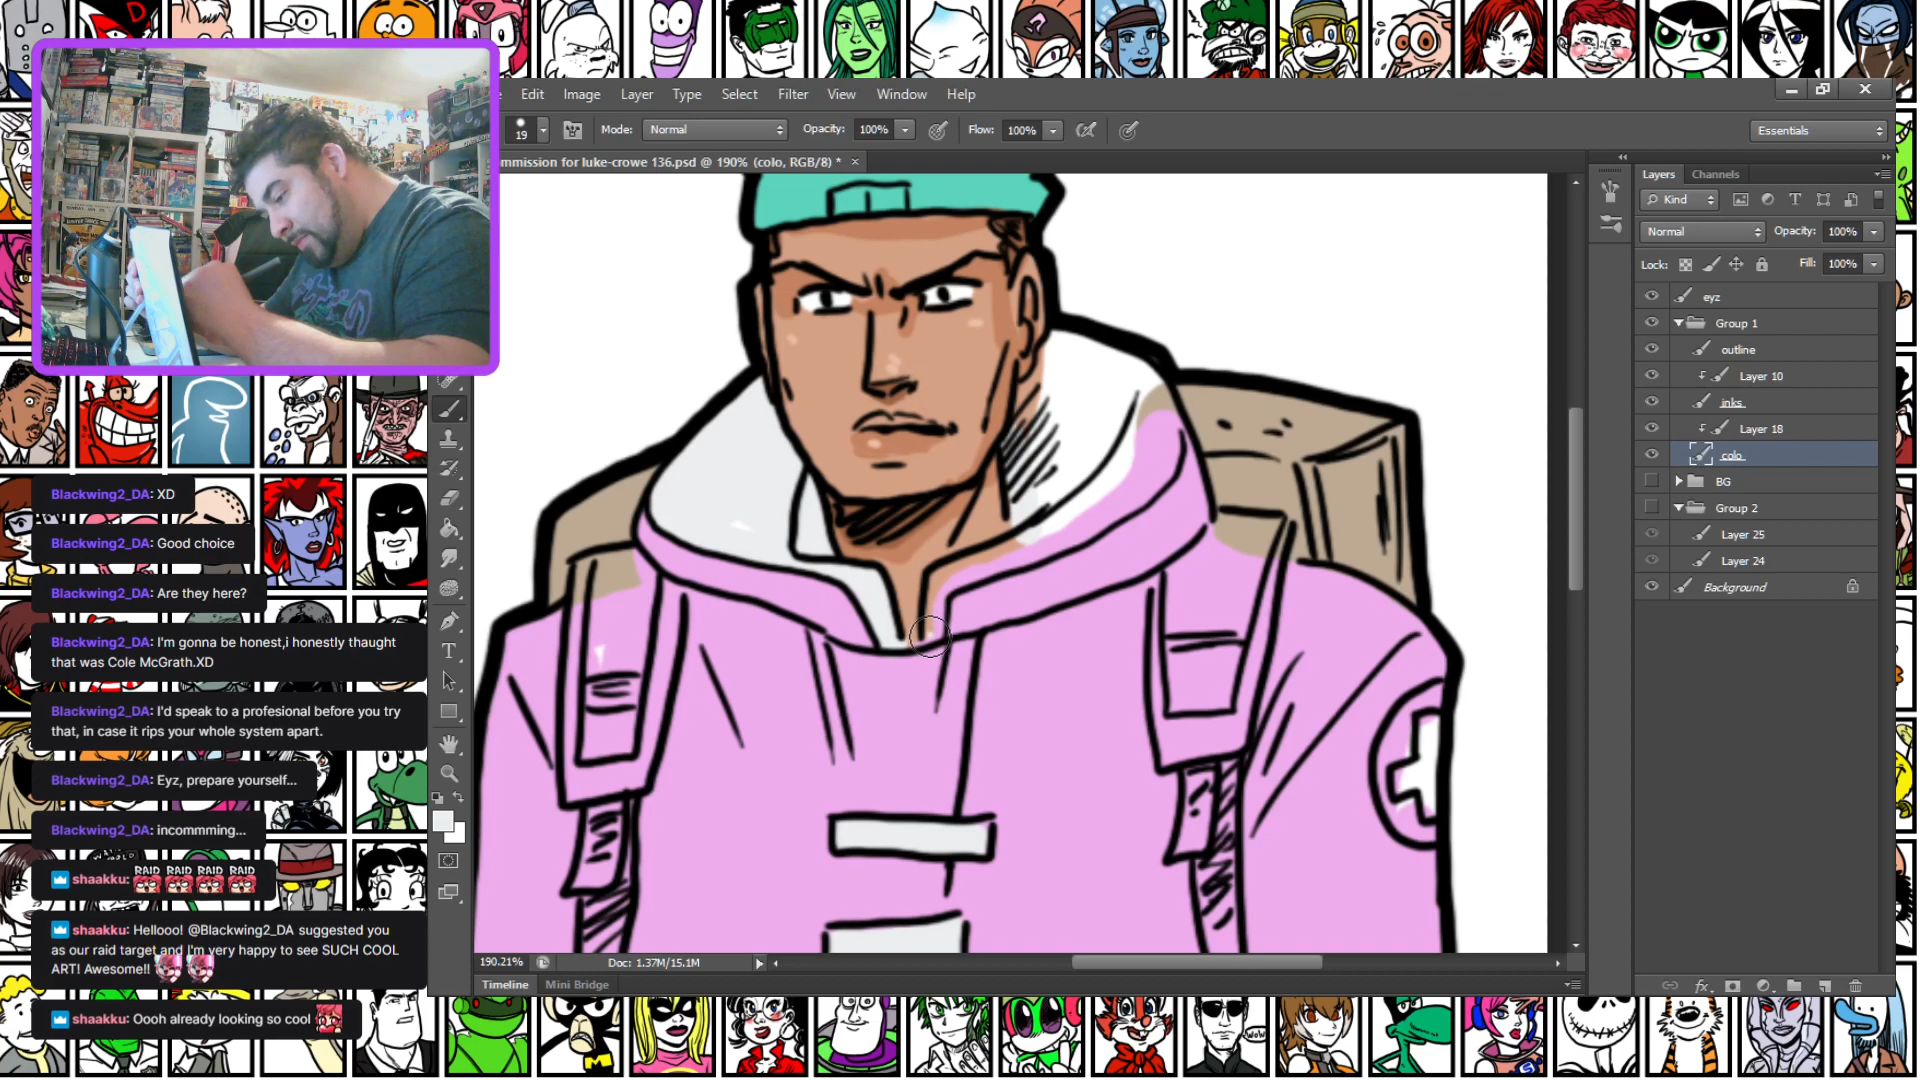 Edit Image Layer Type Select Filter View Window Help
19 Mode: Normal Opacity: 100% Flow: 100% Essentials
mmission for luke-crowe 136.psd @ 190% (colo, RGB/8) * ×
Layers Channels
Kind
Normal Opacity: 100%
Lock: Fill: 100%
eyz
Group 1
outline
Layer 10
inks
Layer 18
colo
BG
Group 2
Layer 25
Layer 24
Background
Blackwing2_DA: XD
Blackwing2_DA: Good choice
Blackwing2_DA: Are they here?
Blackwing2_DA: I'm gonna be honest,i honestly thaught
that was Cole McGrath.XD
Blackwing2_DA: I'd speak to a profesional before you try
that, in case it rips your whole system apart.
Blackwing2_DA: Eyz, prepare yourself...
Blackwing2_DA: incommming...
shaakku: RAID RAID RAID RAID
shaakku: Hellooo! @Blackwing2_DA suggested you
as our raid target and I'm very happy to see SUCH COOL
ART! Awesome!!
shaakku: Oooh already looking so cool
190.21% Doc: 1.37M/15.1M
Timeline Mini Bridge
WOW